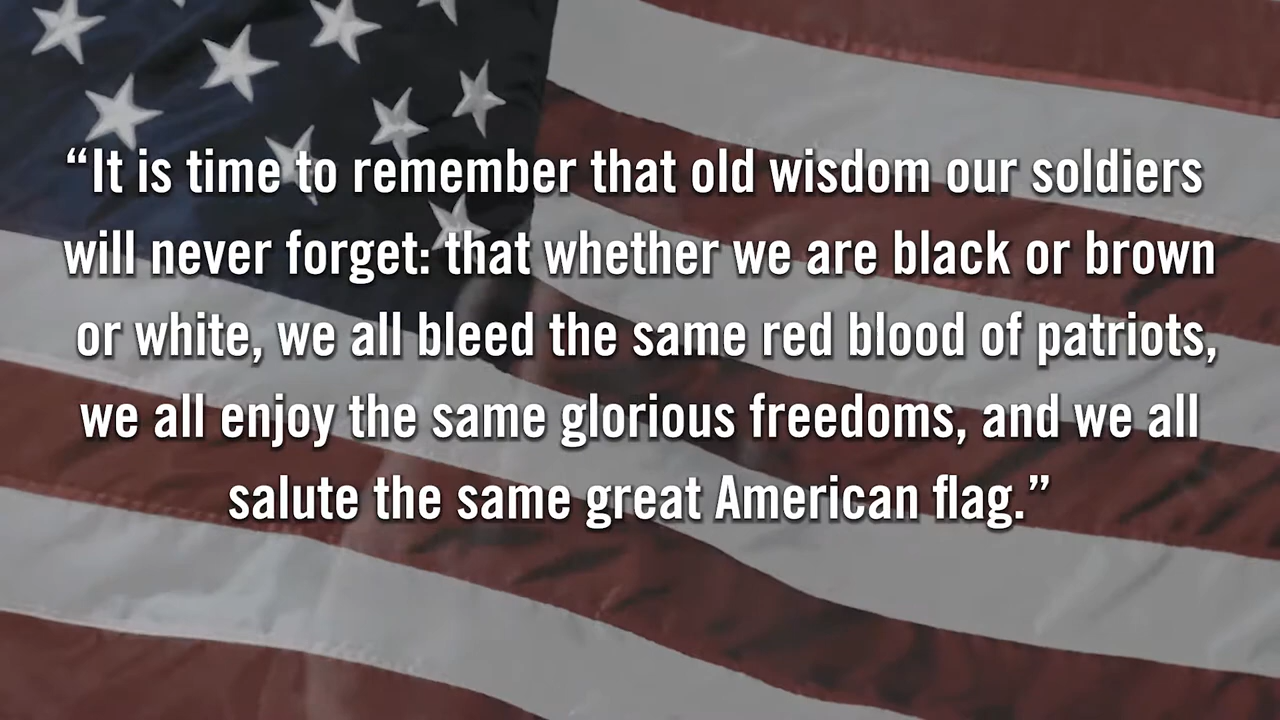 “It is time to remember that old wisdom our soldiers
will never forget: that whether we are black or brown
or white, we all bleed the same red blood of patriots,
we all enjoy the same glorious freedoms, and we all
salute the same great American flag.”